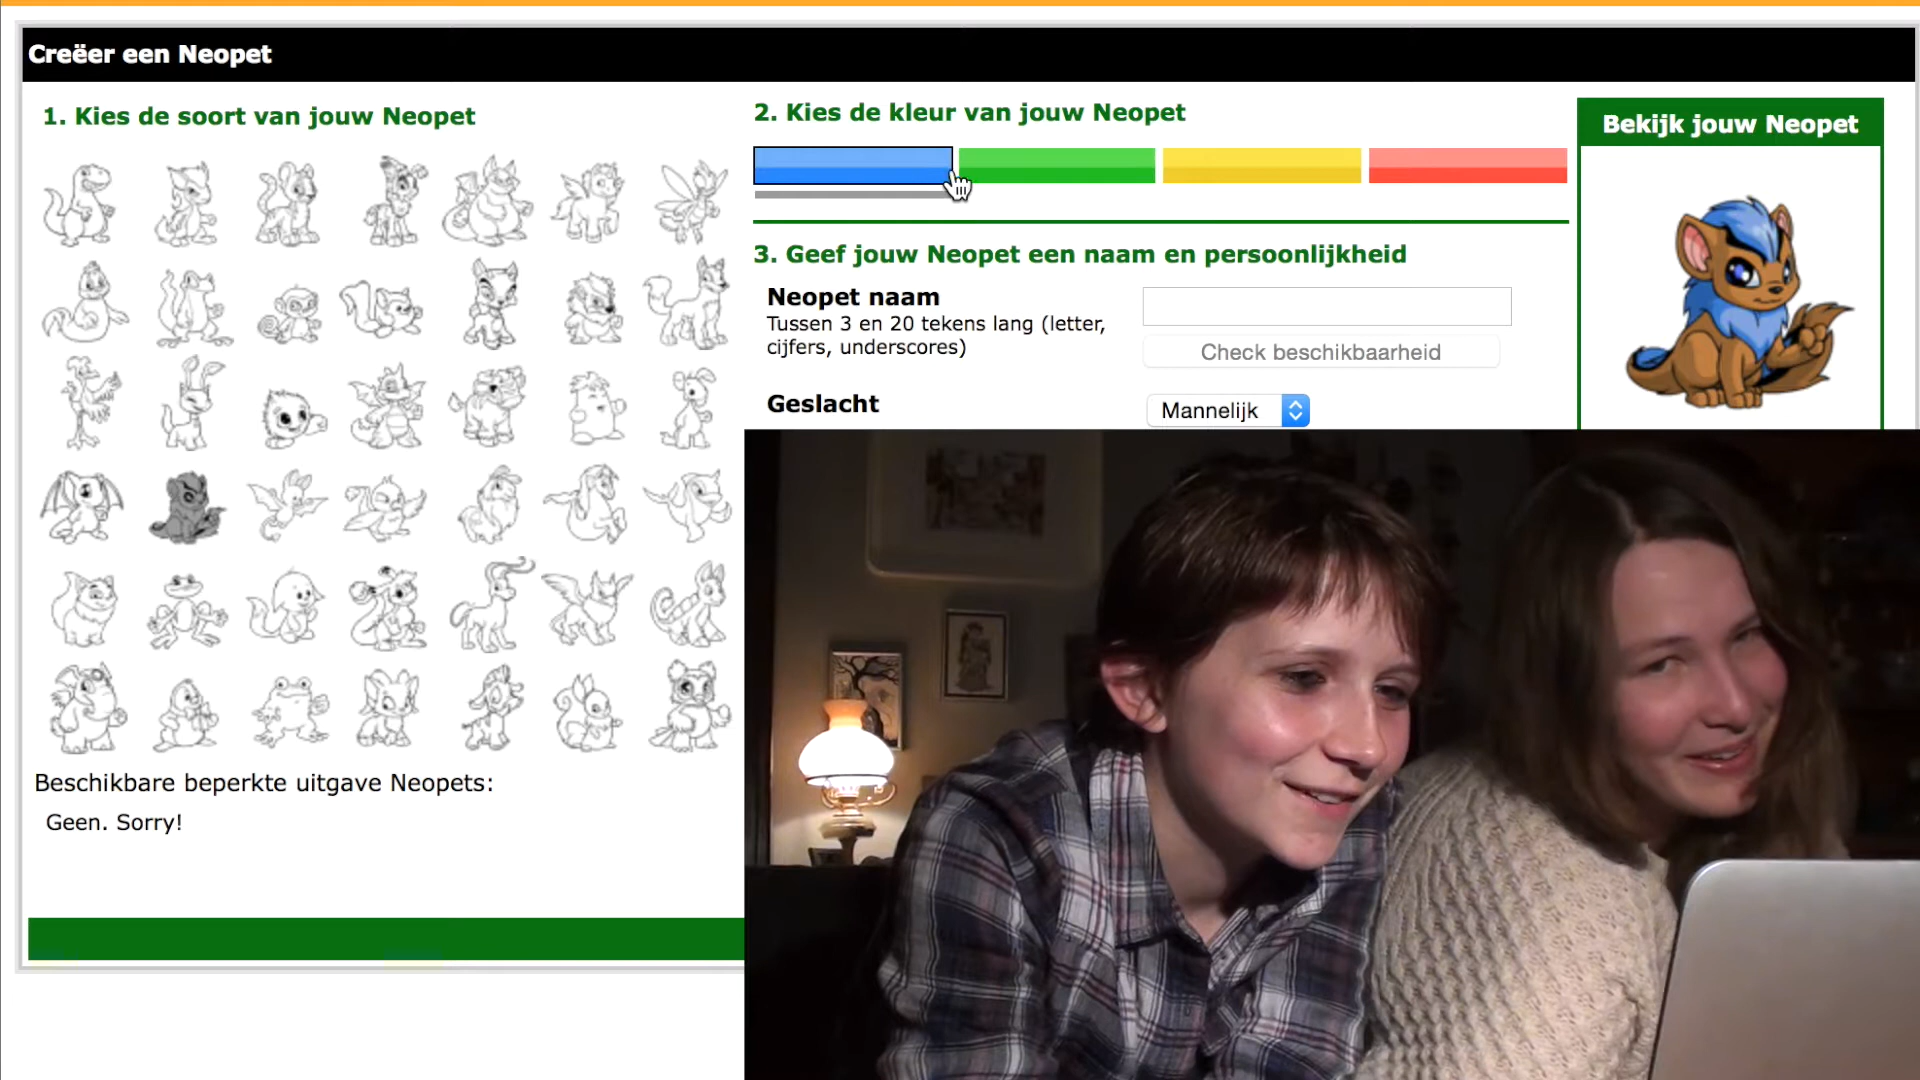 Creëer een Neopet
1. Kies de soort van jouw Neopet
Beschikbare beperkte uitgave Neopets:
Geen. Sorry!
2. Kies de kleur van jouw Neopet
3. Geef jouw Neopet een naam en persoonlijkheid
Neopet naam
Tussen 3 en 20 tekens lang (letter,
cijfers, underscores)
Check beschikbaarheid
Geslacht
Mannelijk
Bekijk jouw Neopet